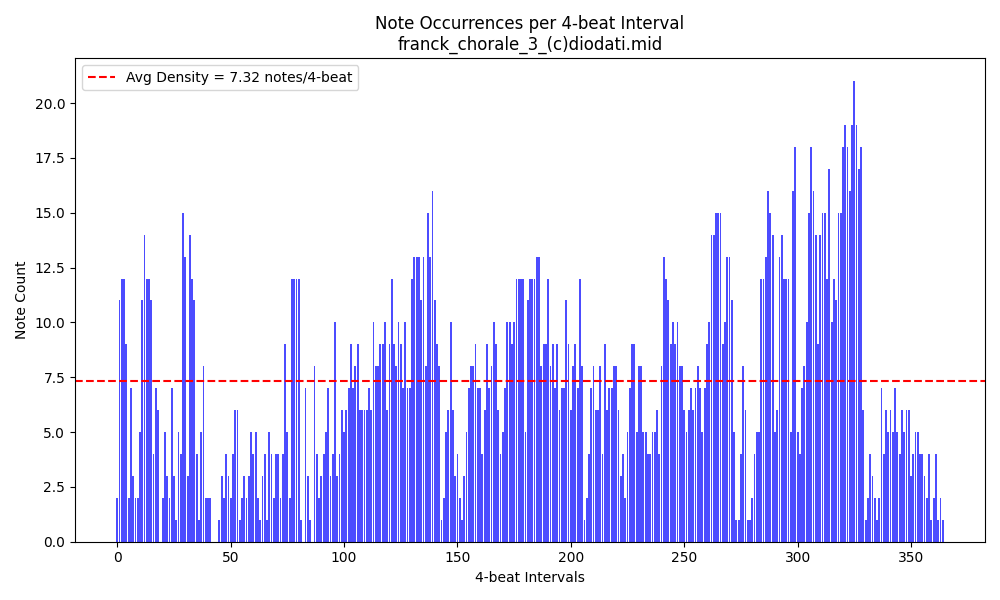 Note Occurrences per 4-beat Interval
franck_chorale_3_(c)diodati.mid
Avg Density = 7.32 notes/4-beat
Note Count
20.0
17.5
15.0
12.5
10.0
7.5
5.0
2.5
0.0
0 50 100 150 200 250 300 350
4-beat Intervals